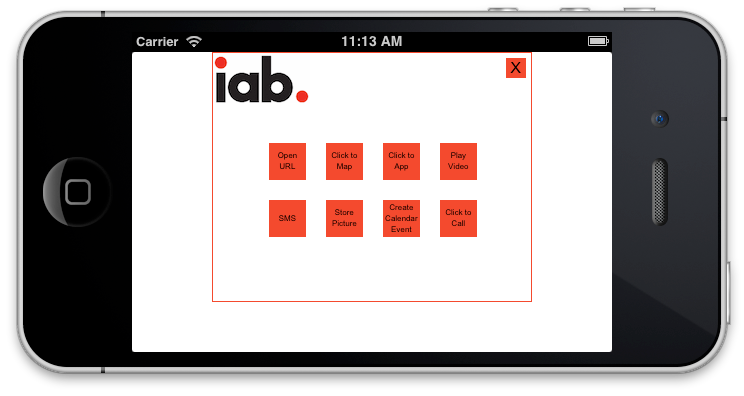 Carrier 11:13 AM
iab.
X
Open URL
Click to Map
Click to App
Play Video
SMS
Store Picture
Create Calendar Event
Click to Call